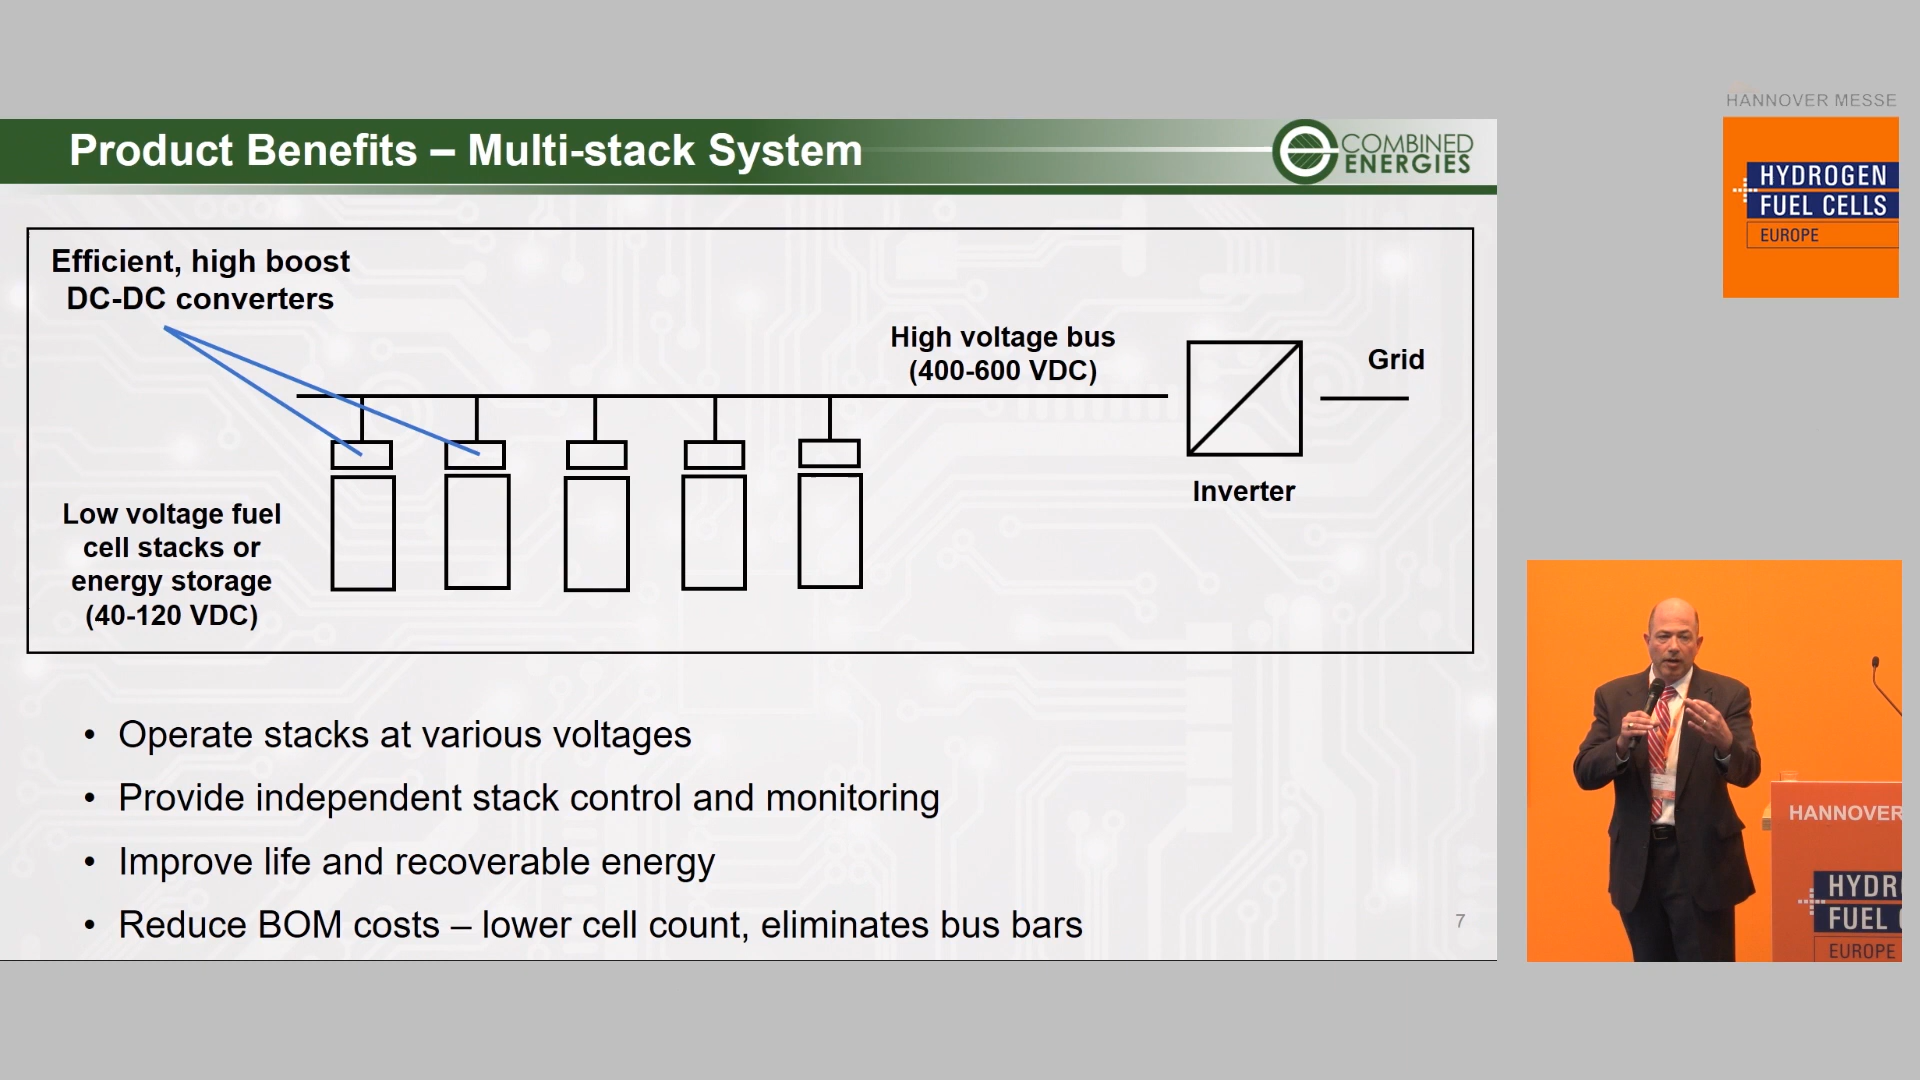 HANNOVER MESSE
HYDROGEN
FUEL CELLS
EUROPE
Product Benefits – Multi-stack System
COMBINED
ENERGIES
Efficient, high boost
DC-DC converters
High voltage bus
(400-600 VDC)
Grid
Inverter
Low voltage fuel
cell stacks or
energy storage
(40-120 VDC)
• Operate stacks at various voltages
• Provide independent stack control and monitoring
• Improve life and recoverable energy
• Reduce BOM costs – lower cell count, eliminates bus bars
7
HANNOVER
HYDR
FUEL C
EUROPE